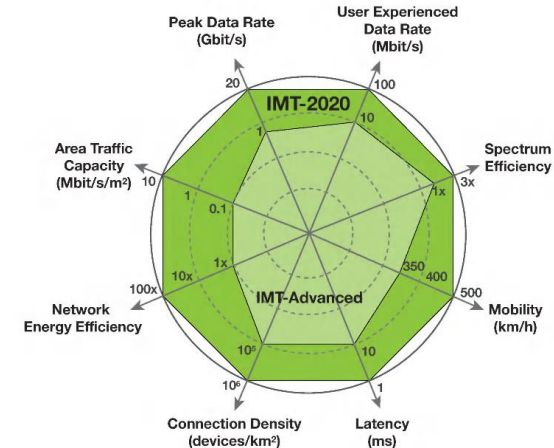 Peak Data Rate
(Gbit/s)
User Experienced
Data Rate
(Mbit/s)
20
100
IMT-2020
1
10
Area Traffic
Capacity
(Mbit/s/m²)
Spectrum
Efficiency
10
1
0.1
1x
3x
1x
350
400
500
10x
100x
Network
Energy Efficiency
IMT-Advanced
Mobility
(km/h)
10⁵
10
10⁶
1
Connection Density
(devices/km²)
Latency
(ms)